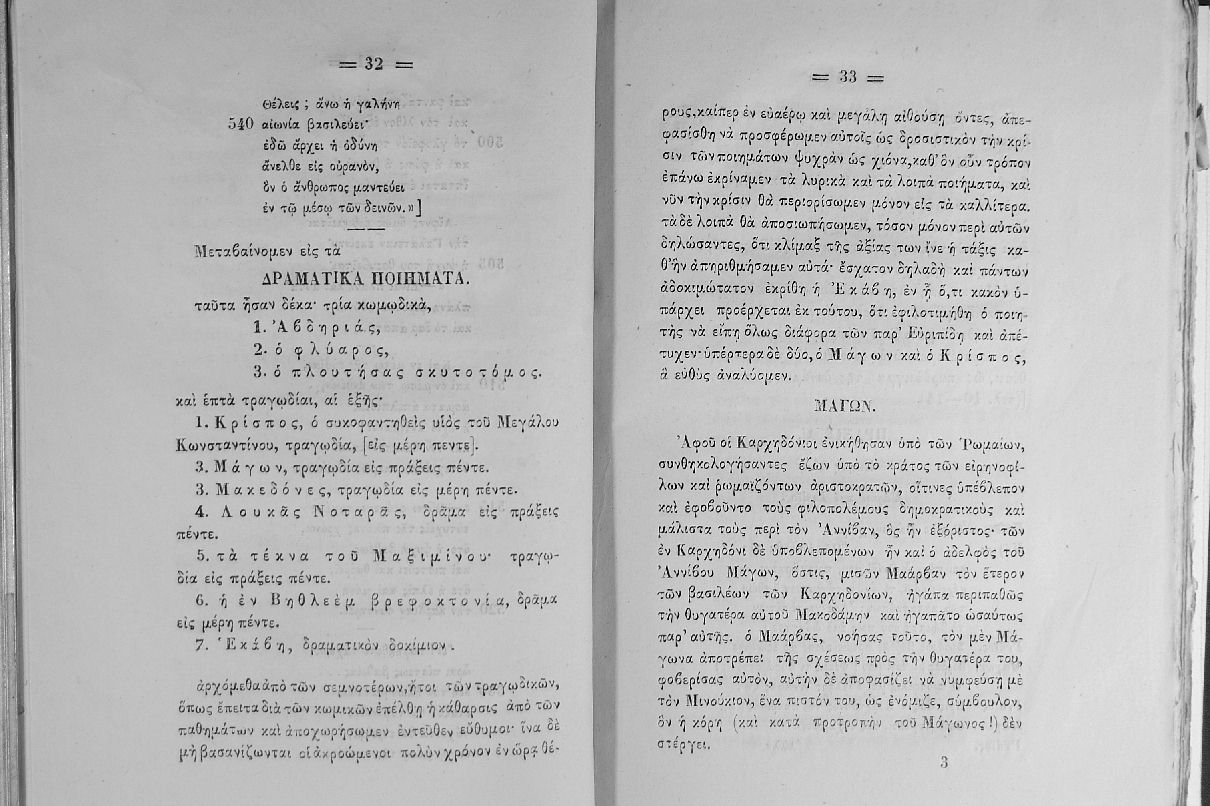 = 32 =
θέλεις ; ἄνω ἡ γαλήνη
540 αἰωνία βασιλεύει·
ἐδῶ ἄρχει ἡ ὀδύνη
ἄνελθε εἰς οὐρανὸν,
ὃν ὁ ἄνθρωπος μαντεύει
ἐν τῷ μέσῳ τῶν δεινῶν.»]
Μεταβαίνομεν εἰς τὰ
ΔΡΑΜΑΤΙΚΑ ΠΟΙΗΜΑΤΑ.
ταῦτα ἦσαν δέκα· τρία κωμῳδικὰ,
1. Ἀβδηριάς,
2. ὁ φλύαρος,
3. ὁ πλουτήσας σκυτοτόμος.
καὶ ἑπτὰ τραγῳδίαι, αἱ ἑξῆς·
1. Κρίσπος, ὁ συκοφαντηθεὶς υἱὸς τοῦ Μεγάλου
Κωνσταντίνου, τραγῳδία, [εἰς μέρη πεντε].
3. Μάγων, τραγῳδία εἰς πράξεις πέντε.
3. Μακεδόνες, τραγῳδία εἰς μέρη πέντε.
4. Λουκᾶς Νοταρᾶς, δρᾶμα εἰς πράξεις
πέντε.
5. τὰ τέκνα τοῦ Μαξιμίνου· τραγῳ-
δία εἰς πράξεις πέντε.
6. ἡ ἐν Βηθλεὲμ βρεφοκτονία, δρᾶμα
εἰς μέρη πέντε.
7. Ἑκάβη, δραματικὸν δοκίμιον.
ἀρχόμεθα ἀπὸ τῶν σεμνοτέρων, ἤτοι τῶν τραγῳδικῶν,
ὅπως ἔπειτα διὰ τῶν κωμικῶν ἐπέλθῃ ἡ κάθαρσις ἀπὸ τῶν
παθημάτων καὶ ἀποχωρήσωμεν ἐντεῦθεν εὔθυμοι· ἵνα δὲ
μὴ βασανίζωνται οἱ ἀκροώμενοι πολὺν χρόνον ἐν ὥρᾳ θέ-
= 33 =
ρους, καίπερ ἐν εὐαέρῳ καὶ μεγάλῃ αἰθούσῃ ὄντες, ἀπε-
φασίσθη νὰ προσφέρωμεν αὐτοῖς ὡς δροσιστικὸν τὴν κρί-
σιν τῶν ποιημάτων ψυχρὰν ὡς χιόνα, καθ' ὃν οὖν τρόπον
ἐπάνω ἐκρίναμεν τὰ λυρικὰ καὶ τὰ λοιπὰ ποιήματα, καὶ
νῦν τὴν κρίσιν θὰ περιορίσωμεν μόνον εἰς τὰ καλλίτερα.
τὰ δὲ λοιπὰ θὰ ἀποσιωπήσωμεν, τόσον μόνον περὶ αὐτῶν
δηλώσαντες, ὅτι κλίμαξ τῆς ἀξίας των ἶνε ἡ τάξις κα-
θ' ἣν ἀπηριθμήσαμεν αὐτά· ἔσχατον δηλαδὴ καὶ πάντων
ἀδοκιμώτατον ἐκρίθη ἡ Ἑκάβη, ἐν ᾗ ὅ,τι κακὸν ὑ-
πάρχει προέρχεται ἐκ τούτου, ὅτι ἐφιλοτιμήθη ὁ ποιη-
τὴς νὰ εἴπῃ ὅλως διάφορα τῶν παρ' Εὐριπίδῃ καὶ ἀπέ-
τυχεν· ὑπέρτερα δὲ δύο, ὁ Μάγων καὶ ὁ Κρίσπος,
ἃ εὐθὺς ἀναλύομεν.
ΜΑΓΩΝ.
Ἀφοῦ οἱ Καρχηδόνιοι ἐνικήθησαν ὑπὸ τῶν Ῥωμαίων,
συνθηκολογήσαντες ἔζων ὑπὸ τὸ κράτος τῶν εἰρηνοφί-
λων καὶ ῥωμαϊζόντων ἀριστοκρατῶν, οἵτινες ὑπέβλεπον
καὶ ἐφοβοῦντο τοὺς φιλοπολέμους δημοκρατικοὺς καὶ
μάλιστα τοὺς περὶ τὸν Ἀννίβαν, ὃς ἦν ἐξόριστος· τῶν
ἐν Καρχηδόνι δὲ ὑποβλεπομένων ἦν καὶ ὁ ἀδελφὸς τοῦ
Ἀννίβου Μάγων, ὅστις, μισῶν Μαάρβαν τὸν ἕτερον
τῶν βασιλέων τῶν Καρχηδονίων, ἠγάπα περιπαθῶς
τὴν θυγατέρα αὐτοῦ Μακοδάμην καὶ ἠγαπᾶτο ὡσαύτως
παρ' αὐτῆς. ὁ Μαάρβας, νοήσας τοῦτο, τὸν μὲν Μά-
γωνα ἀποτρέπει τῆς σχέσεως πρὸς τὴν θυγατέρα του,
φοβερίσας αὐτὸν, αὐτὴν δὲ ἀποφασίζει νὰ νυμφεύσῃ μὲ
τὸν Μινούκιον, ἕνα πιστόν του, ὡς ἐνόμιζε, σύμβουλον,
ὃν ἡ κόρη (καὶ κατὰ προτροπὴν τοῦ Μάγωνος!) δὲν
στέργει.
3